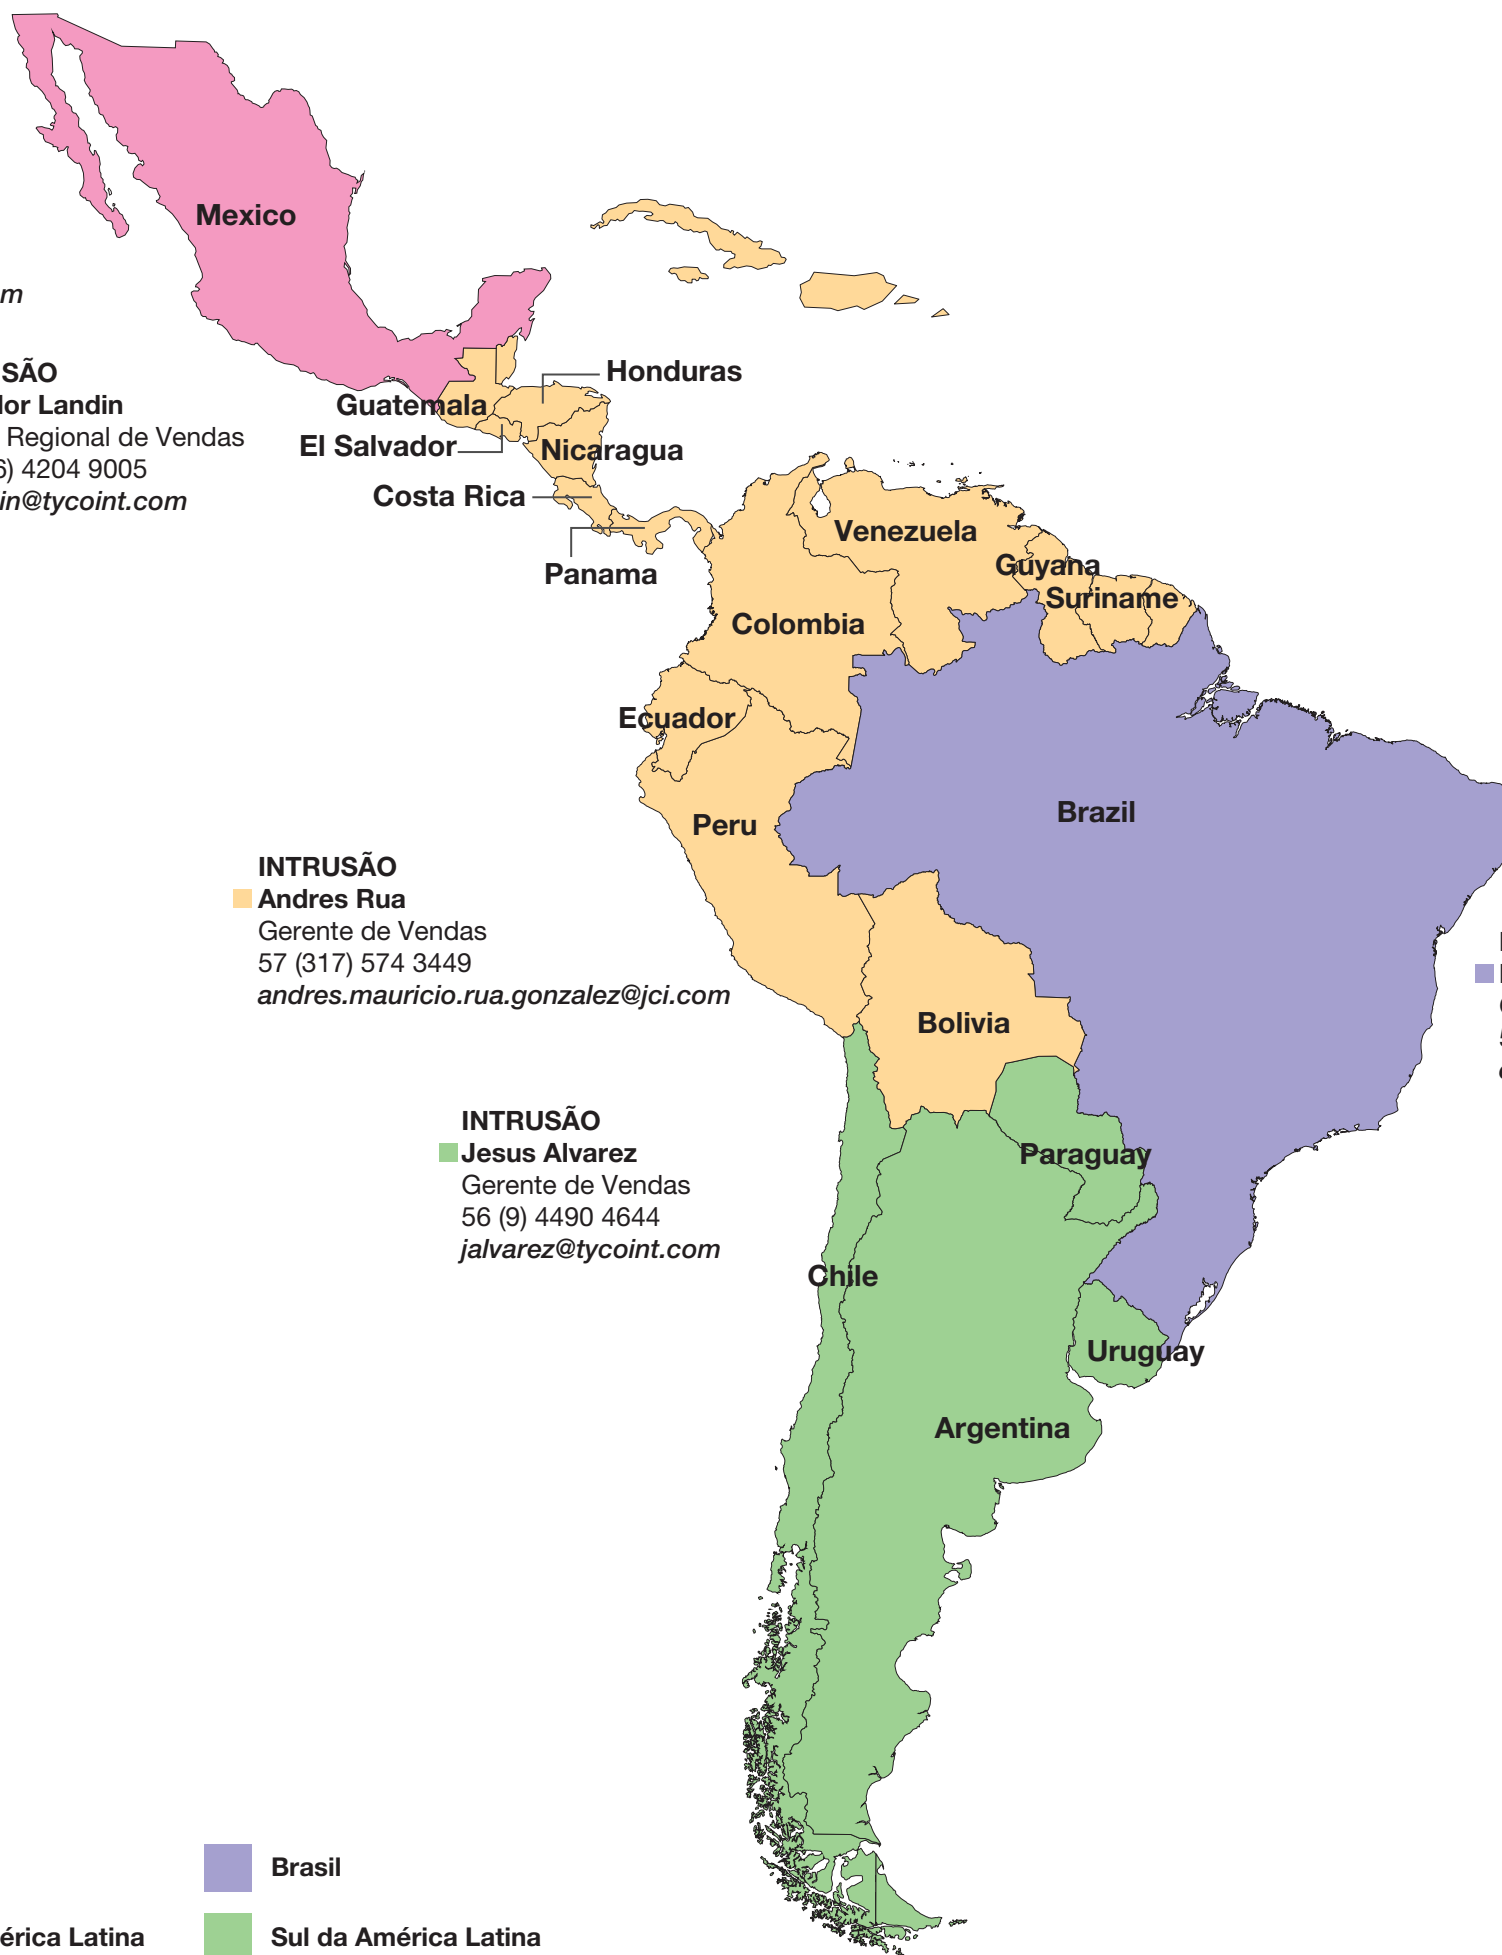 Mexico
m
SÃO
lor Landin
Regional de Vendas
6) 4204 9005
in@tycoint.com
Honduras
Guatemala
El Salvador
Nicaragua
Costa Rica
Panama
Venezuela
Guyana
Suriname
Colombia
Ecuador
Peru
Brazil
INTRUSÃO
Andres Rua
Gerente de Vendas
57 (317) 574 3449
andres.mauricio.rua.gonzalez@jci.com
Bolivia
INTRUSÃO
Jesus Alvarez
Gerente de Vendas
56 (9) 4490 4644
jalvarez@tycoint.com
Paraguay
Chile
Uruguay
Argentina
Brasil
érica Latina
Sul da América Latina